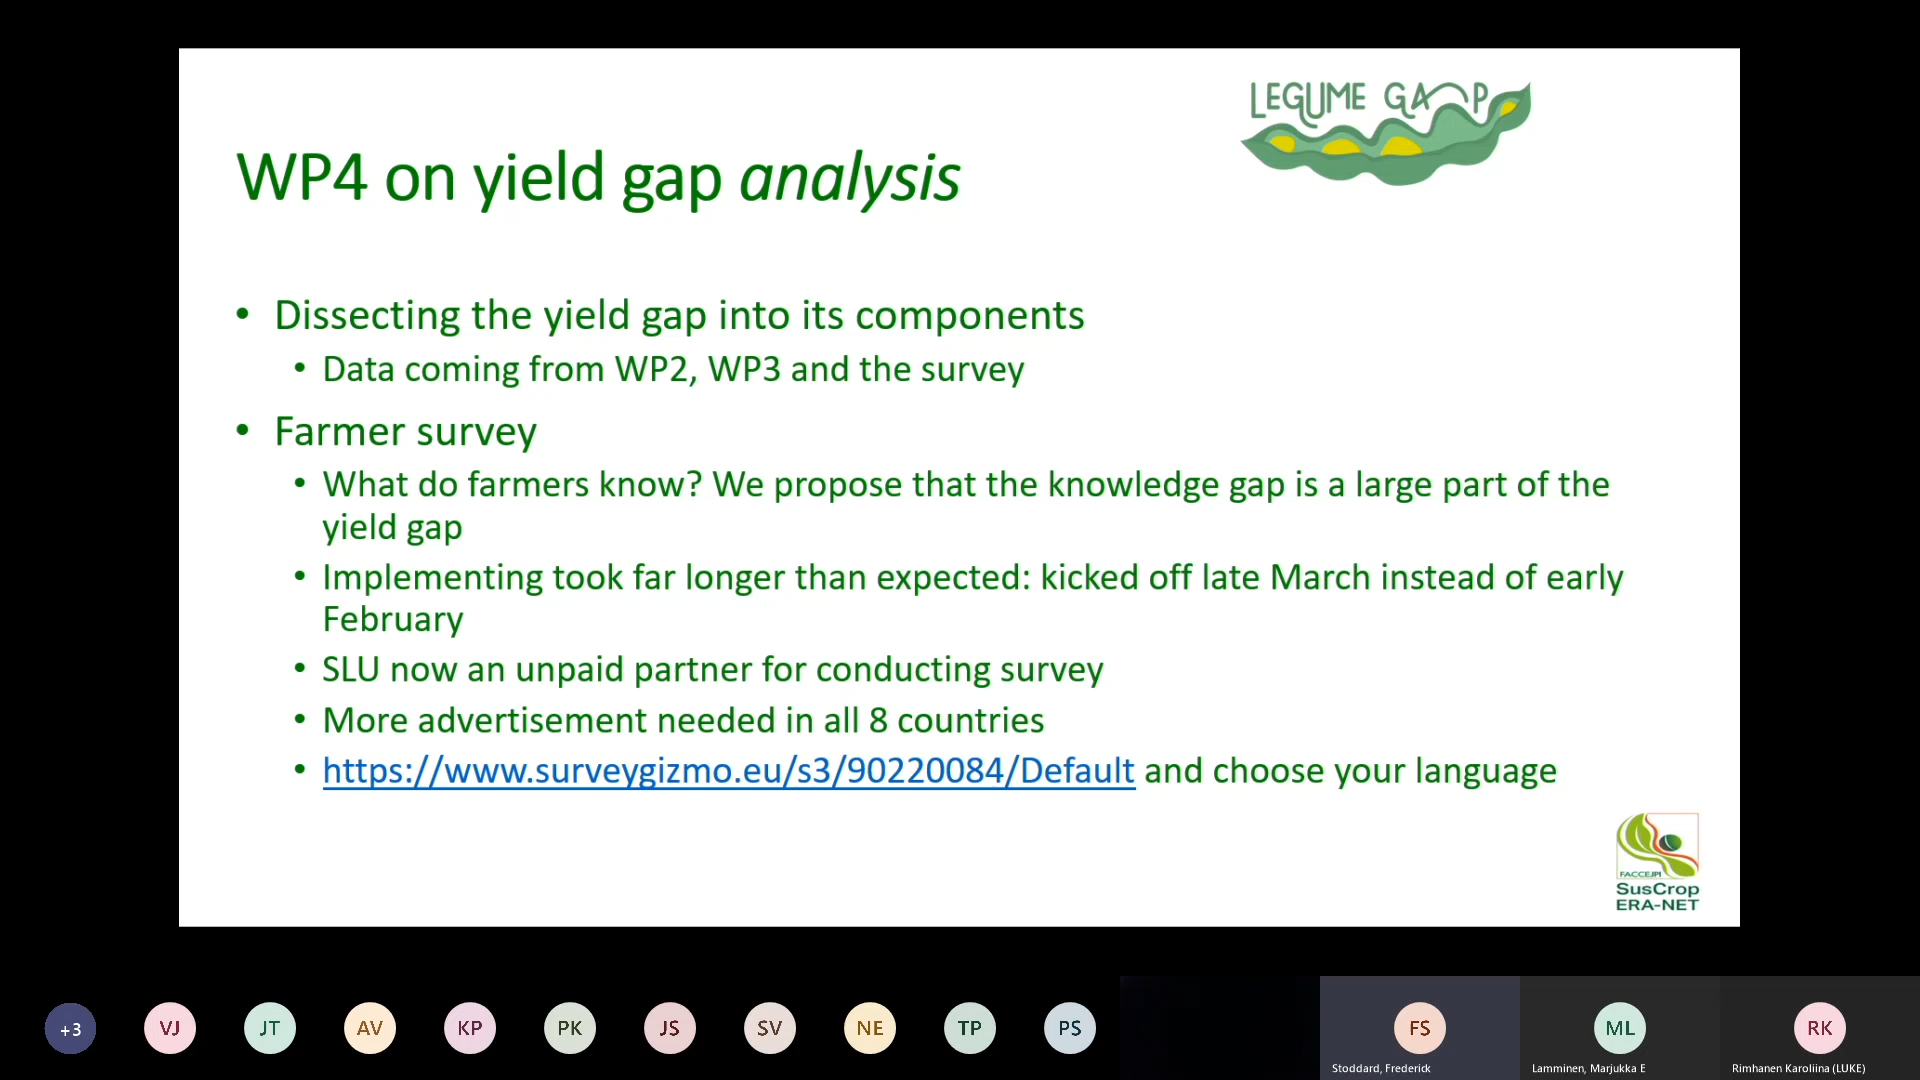 LEGUME GAP
WP4 on yield gap analysis
• Dissecting the yield gap into its components
• Data coming from WP2, WP3 and the survey
• Farmer survey
• What do farmers know? We propose that the knowledge gap is a large part of the
yield gap
• Implementing took far longer than expected: kicked off late March instead of early
February
• SLU now an unpaid partner for conducting survey
• More advertisement needed in all 8 countries
• https://www.surveygizmo.eu/s3/90220084/Default and choose your language
FACCEJPI
SusCrop
ERA-NET
+3 VJ JT AV KP PK JS SV NE TP PS FS ML RK
Stoddard, Frederick Lamminen, Marjukka E Rimhanen Karoliina (LUKE)